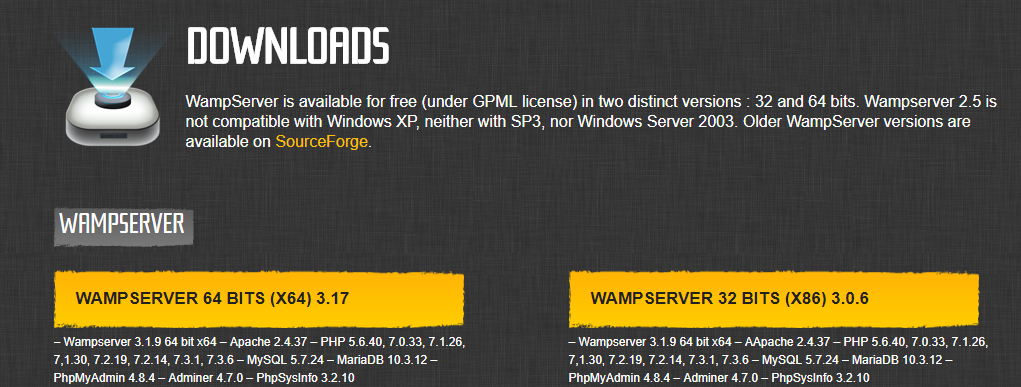 DOWNLOADS
WampServer is available for free (under GPML license) in two distinct versions : 32 and 64 bits. Wampserver 2.5 is
not compatible with Windows XP, neither with SP3, nor Windows Server 2003. Older WampServer versions are
available on SourceForge.
WAMPSERVER
WAMPSERVER 64 BITS (X64) 3.17
– Wampserver 3.1.9 64 bit x64 – Apache 2.4.37 – PHP 5.6.40, 7.0.33, 7.1.26,
7,1.30, 7.2.19, 7.2.14, 7.3.1, 7.3.6 – MySQL 5.7.24 – MariaDB 10.3.12 –
PhpMyAdmin 4.8.4 – Adminer 4.7.0 – PhpSysInfo 3.2.10
WAMPSERVER 32 BITS (X86) 3.0.6
– Wampserver 3.1.9 64 bit x64 – AApache 2.4.37 – PHP 5.6.40, 7.0.33, 7.1.26,
7,1.30, 7.2.19, 7.2.14, 7.3.1, 7.3.6 – MySQL 5.7.24 – MariaDB 10.3.12 –
PhpMyAdmin 4.8.4 – Adminer 4.7.0 – PhpSysInfo 3.2.10